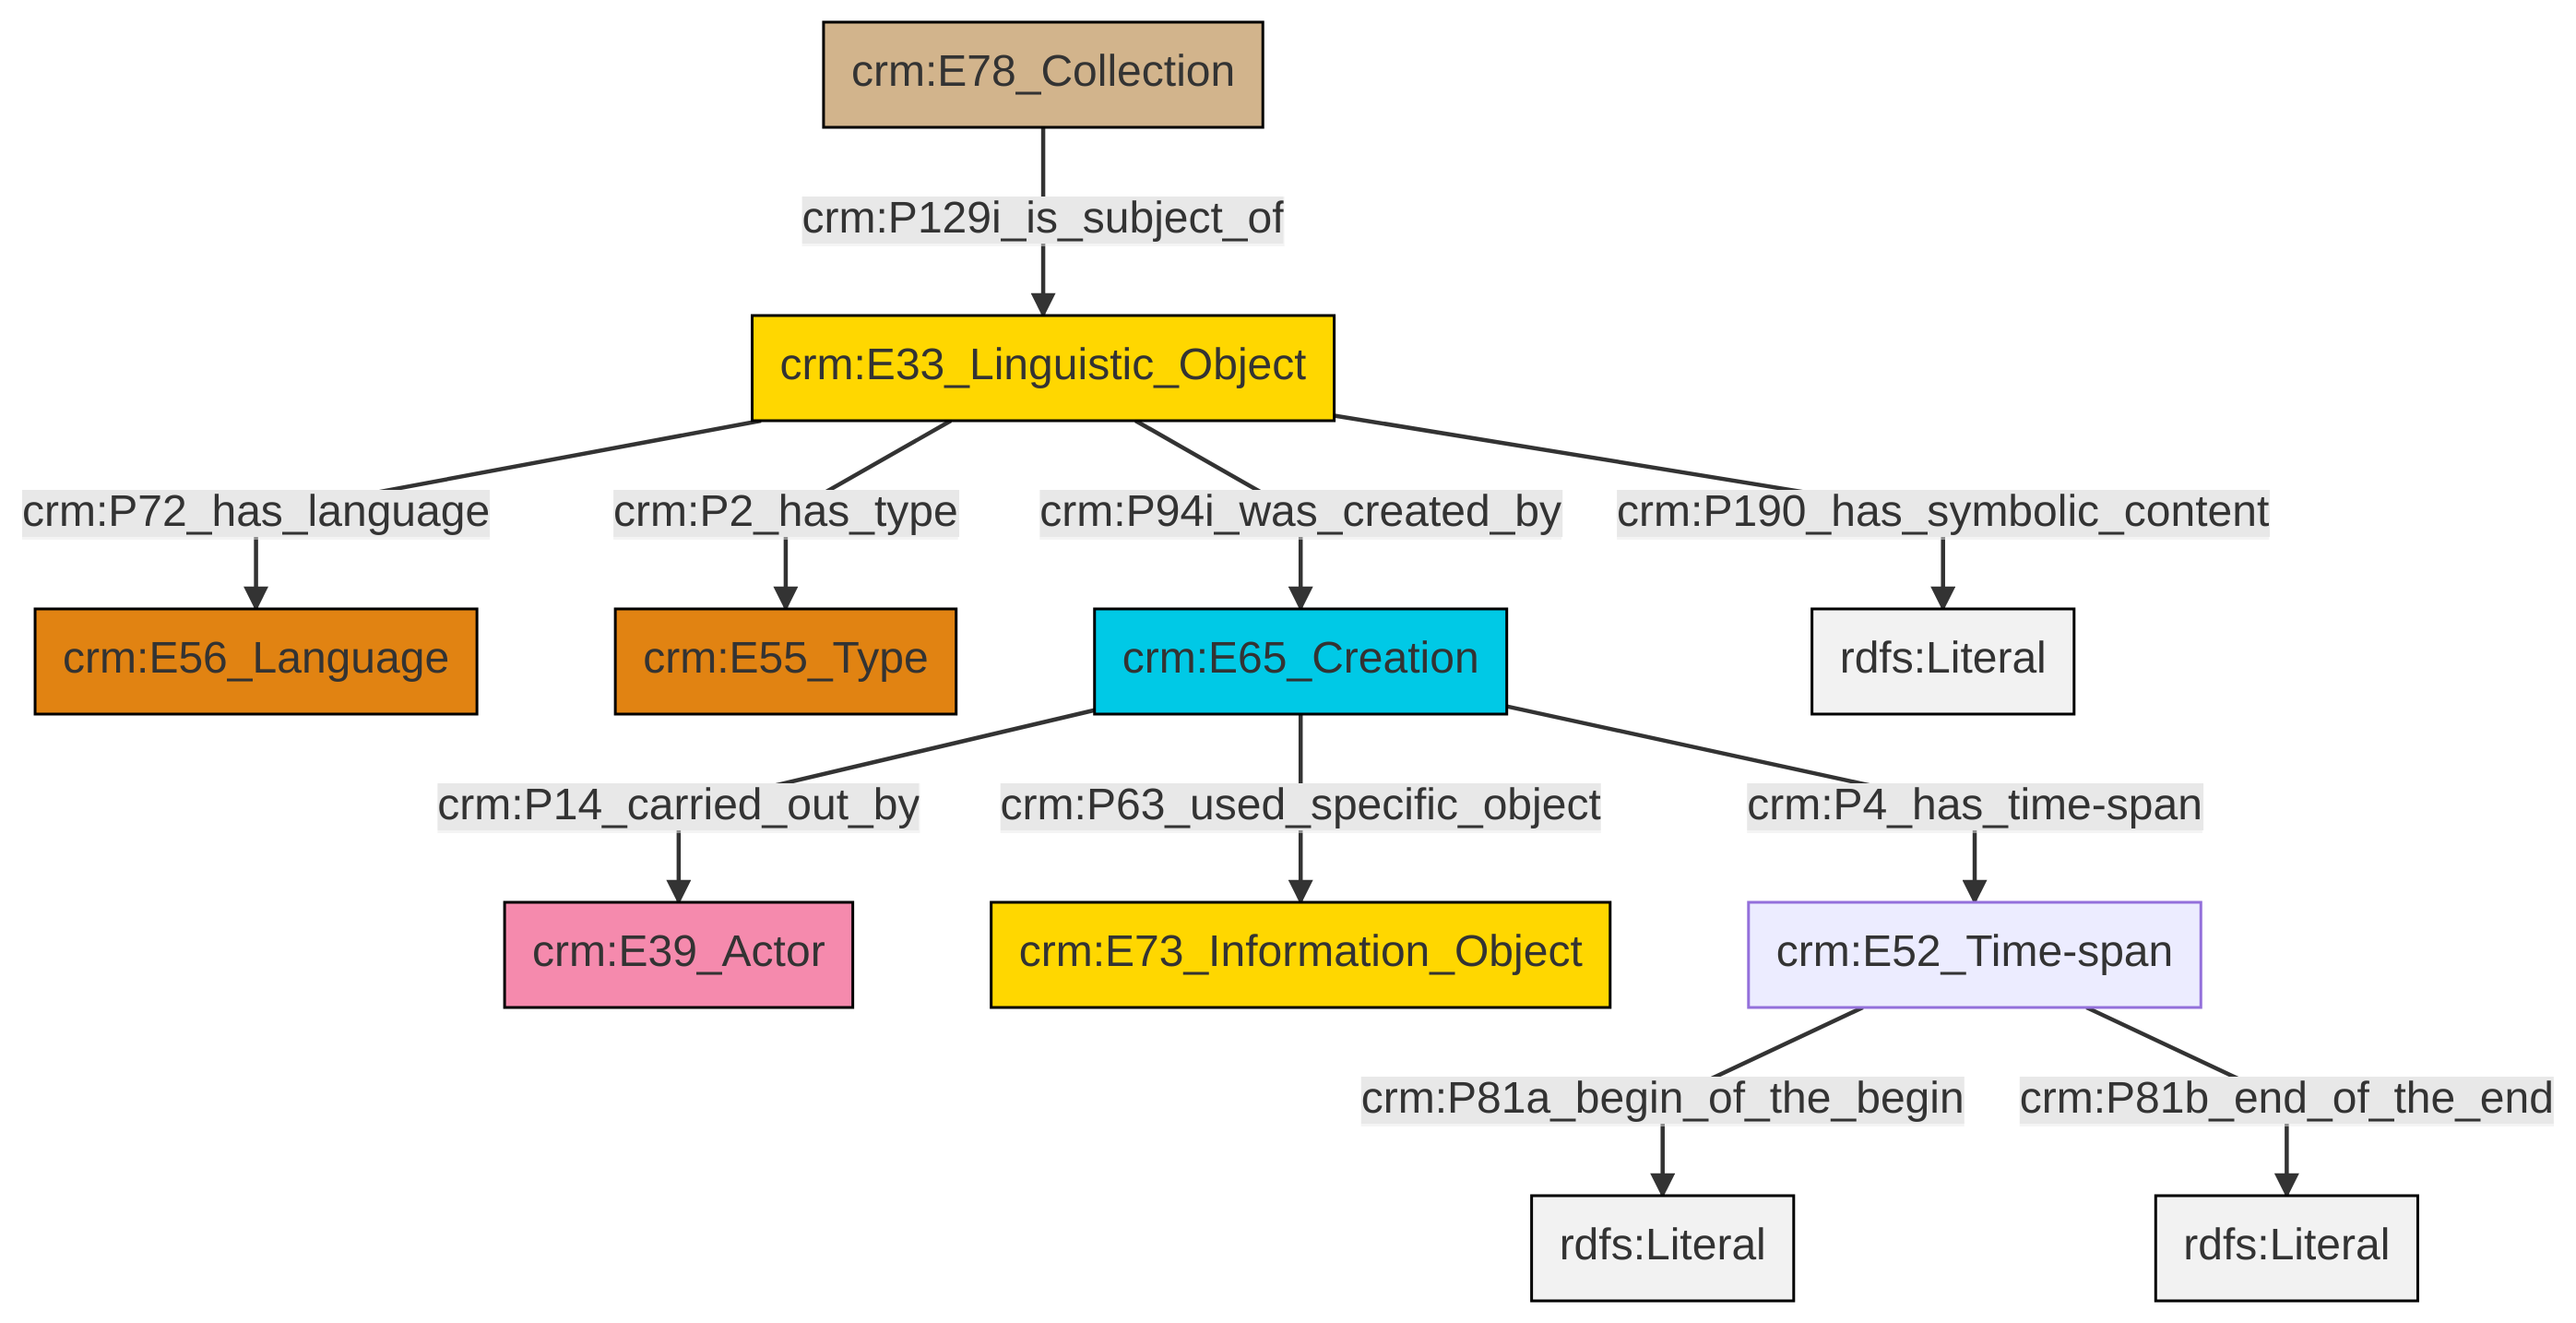 crm:E78_Collection
crm:P129i_is_subject_of
crm:E33_Linguistic_Object
crm:P72_has_language
crm:P2_has_type
crm:P94i_was_created_by
crm:P190_has_symbolic_content
crm:E56_Language
crm:E55_Type
crm:E65_Creation
rdfs:Literal
crm:P14_carried_out_by
crm:P63_used_specific_object
crm:P4_has_time-span
crm:E39_Actor
crm:E73_Information_Object
crm:E52_Time-span
crm:P81a_begin_of_the_begin
crm:P81b_end_of_the_end
rdfs:Literal
rdfs:Literal